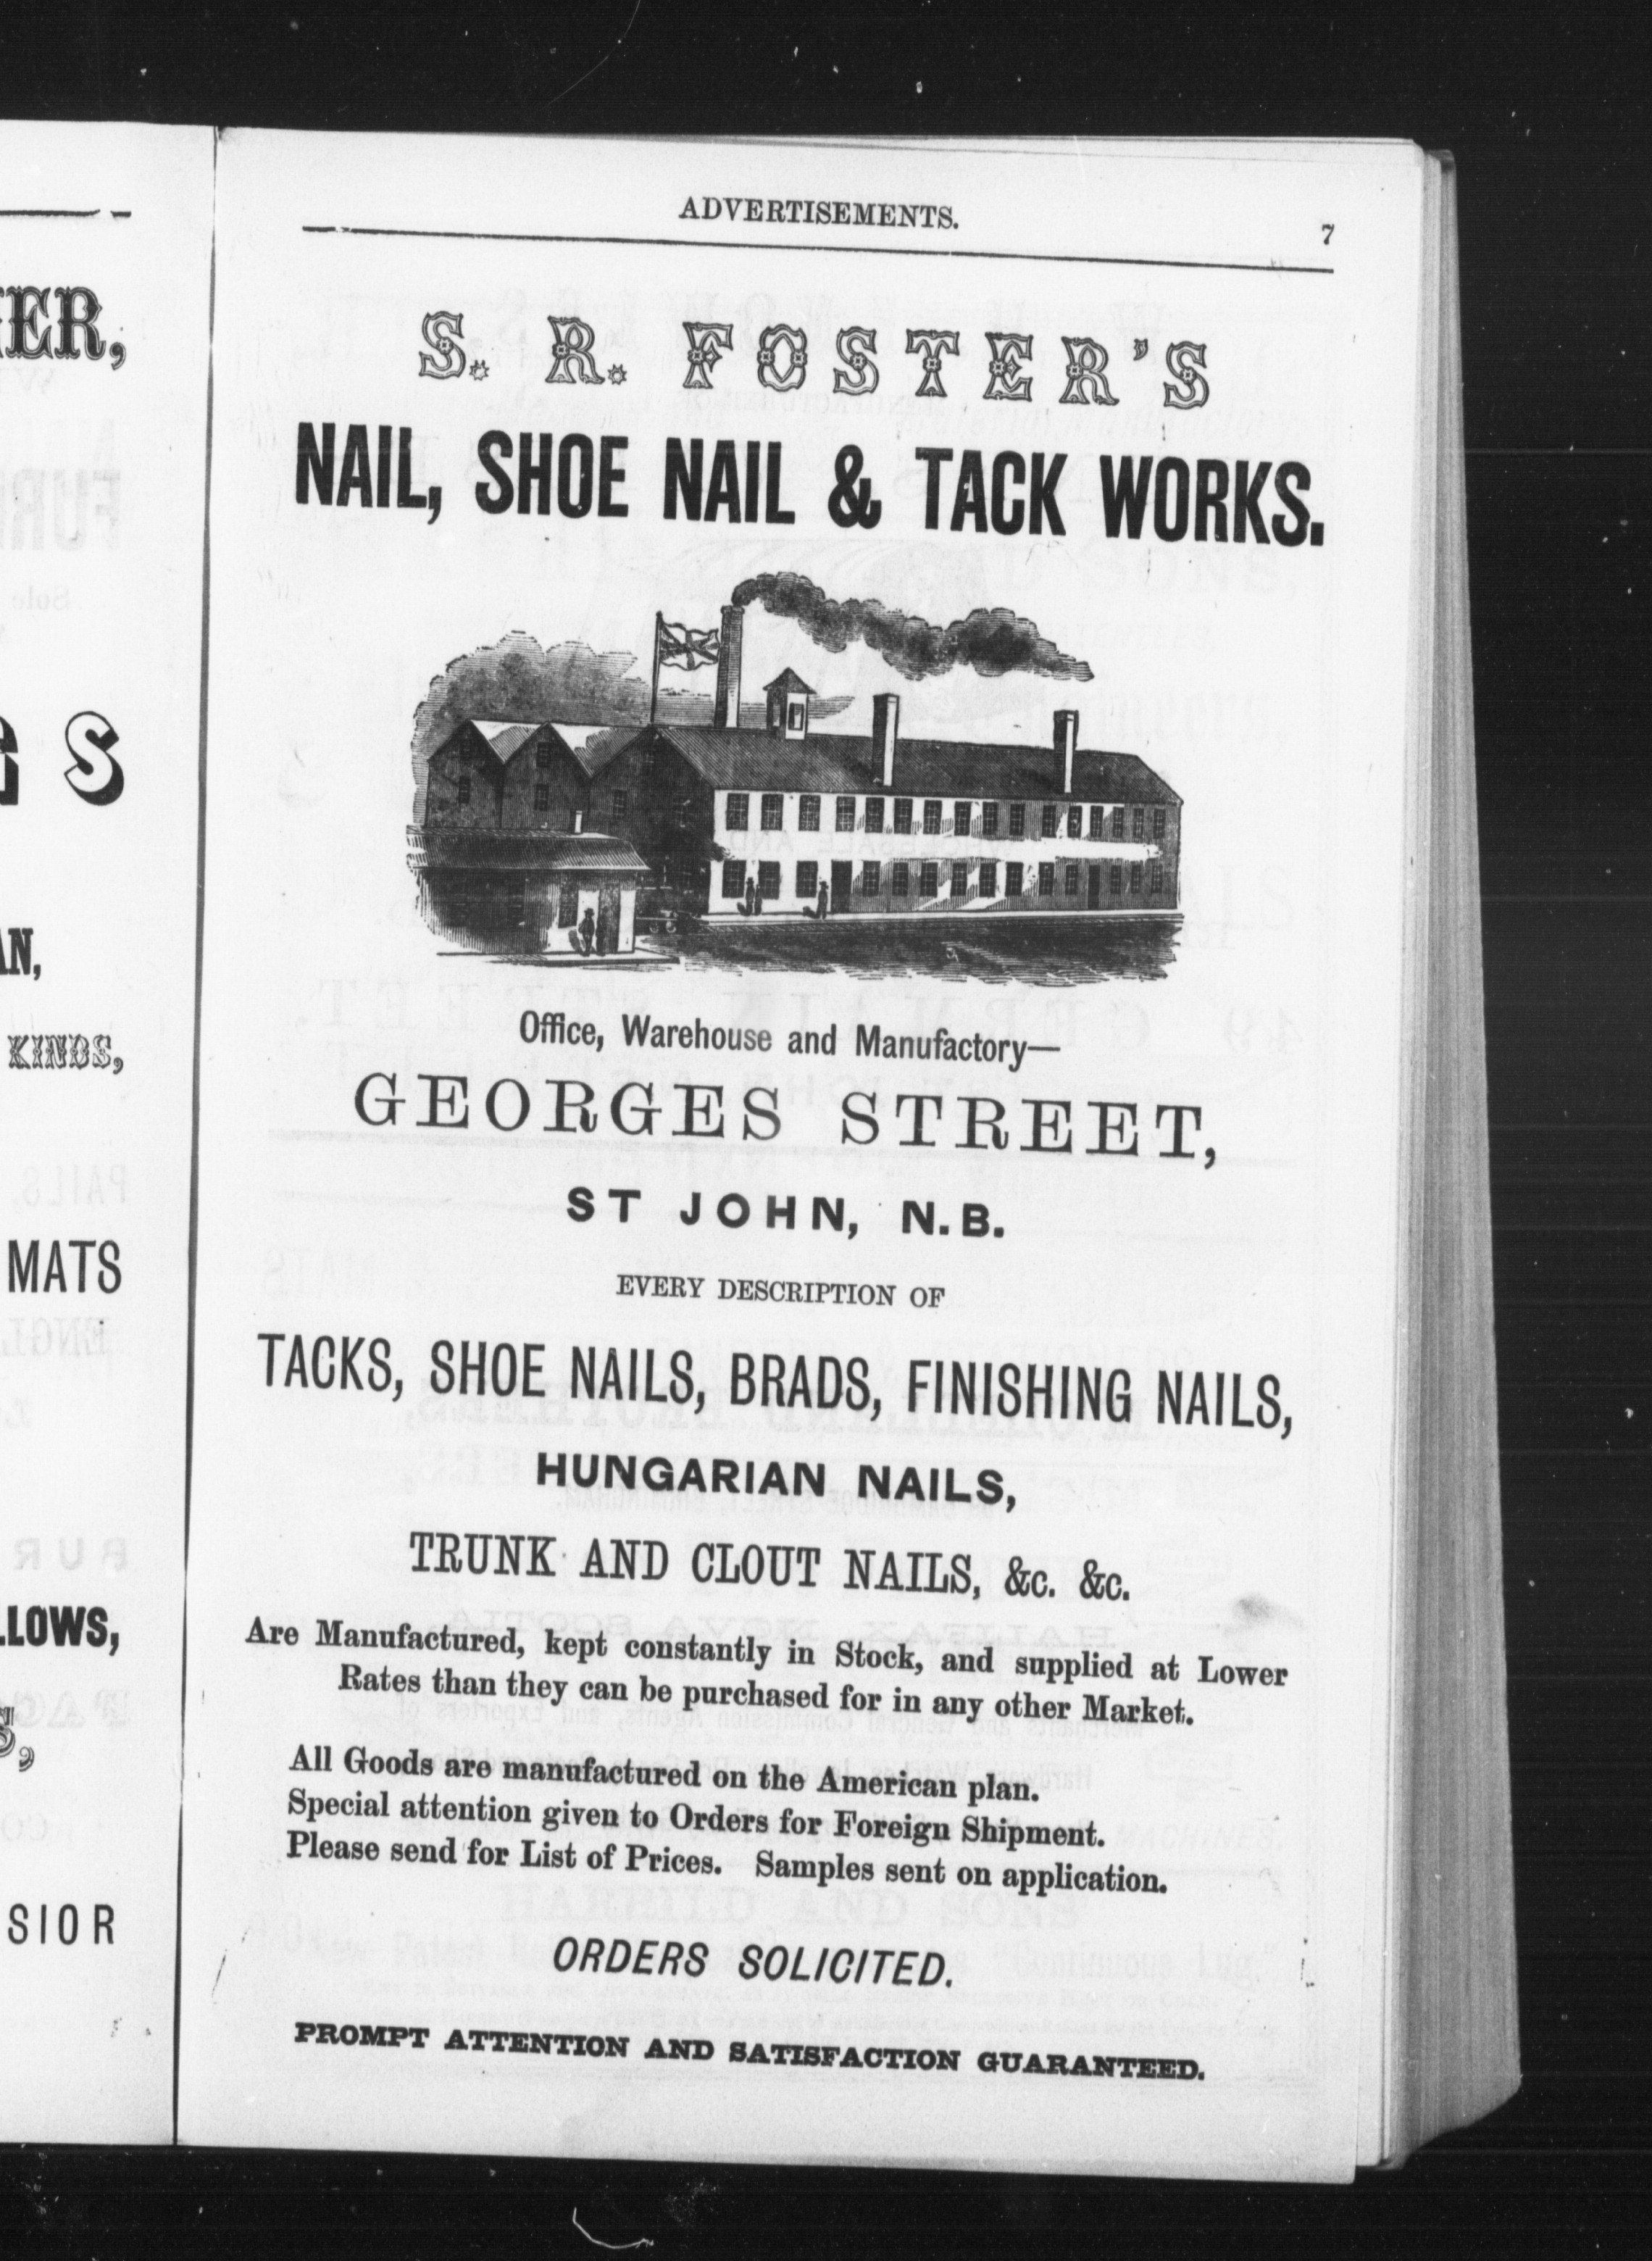 ER,
S
AN,
KINDS,
MATS
LLOWS,
S,
SIOR
ADVERTISEMENTS.
7
S. R. FOSTER'S
NAIL, SHOE NAIL & TACK WORKS.
Office, Warehouse and Manufactory—
GEORGES STREET,
ST JOHN, N.B.
EVERY DESCRIPTION OF
TACKS, SHOE NAILS, BRADS, FINISHING NAILS,
HUNGARIAN NAILS,
TRUNK AND CLOUT NAILS, &c. &c.
Are Manufactured, kept constantly in Stock, and supplied at Lower
Rates than they can be purchased for in any other Market.
All Goods are manufactured on the American plan.
Special attention given to Orders for Foreign Shipment.
Please send for List of Prices. Samples sent on application.
ORDERS SOLICITED.
PROMPT ATTENTION AND SATISFACTION GUARANTEED.